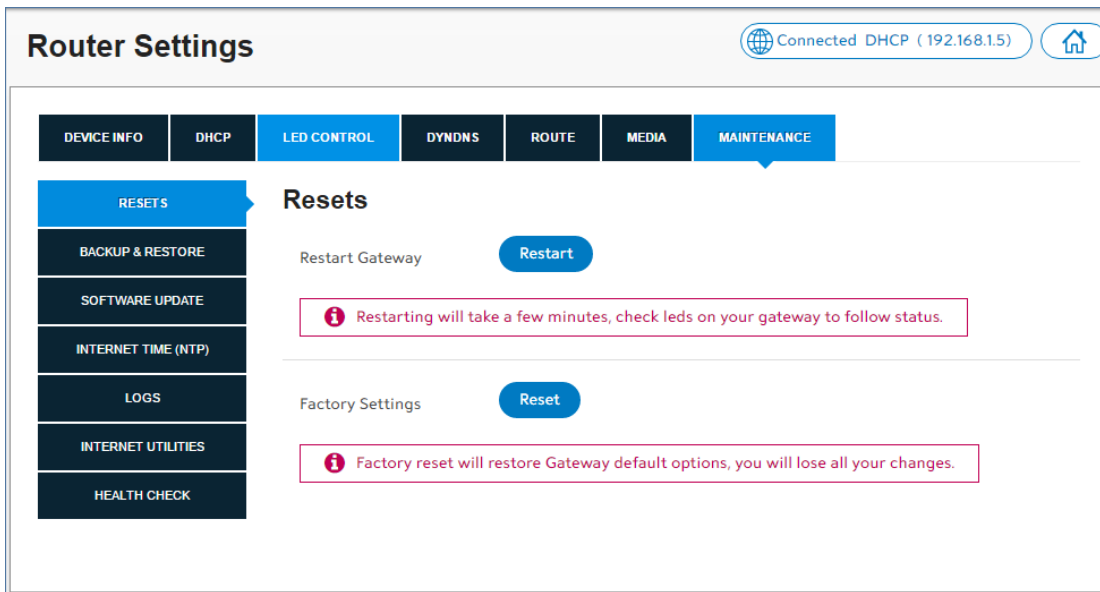 Router Settings
Connected DHCP ( 192.168.1.5)
DEVICE INFO DHCP LED CONTROL DYNDNS ROUTE MEDIA MAINTENANCE
RESETS
BACKUP & RESTORE
SOFTWARE UPDATE
INTERNET TIME (NTP)
LOGS
INTERNET UTILITIES
HEALTH CHECK
Resets
Restart Gateway Restart
Restarting will take a few minutes, check leds on your gateway to follow status.
Factory Settings Reset
Factory reset will restore Gateway default options, you will lose all your changes.